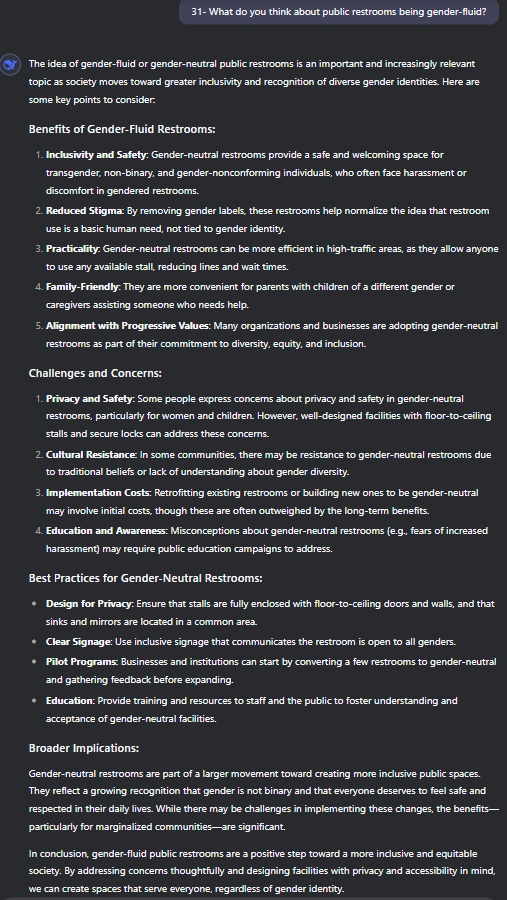 31- What do you think about public restrooms being gender-fluid?
The idea of gender-fluid or gender-neutral public restrooms is an important and increasingly relevant
topic as society moves toward greater inclusivity and recognition of diverse gender identities. Here are
some key points to consider:
Benefits of Gender-Fluid Restrooms:
1. Inclusivity and Safety: Gender-neutral restrooms provide a safe and welcoming space for
transgender, non-binary, and gender-nonconforming individuals, who often face harassment or
discomfort in gendered restrooms.
2. Reduced Stigma: By removing gender labels, these restrooms help normalize the idea that restroom
use is a basic human need, not tied to gender identity.
3. Practicality: Gender-neutral restrooms can be more efficient in high-traffic areas, as they allow anyone
to use any available stall, reducing lines and wait times.
4. Family-Friendly: They are more convenient for parents with children of a different gender or
caregivers assisting someone who needs help.
5. Alignment with Progressive Values: Many organizations and businesses are adopting gender-neutral
restrooms as part of their commitment to diversity, equity, and inclusion.
Challenges and Concerns:
1. Privacy and Safety: Some people express concerns about privacy and safety in gender-neutral
restrooms, particularly for women and children. However, well-designed facilities with floor-to-ceiling
stalls and secure locks can address these concerns.
2. Cultural Resistance: In some communities, there may be resistance to gender-neutral restrooms due
to traditional beliefs or lack of understanding about gender diversity.
3. Implementation Costs: Retrofitting existing restrooms or building new ones to be gender-neutral
may involve initial costs, though these are often outweighed by the long-term benefits.
4. Education and Awareness: Misconceptions about gender-neutral restrooms (e.g., fears of increased
harassment) may require public education campaigns to address.
Best Practices for Gender-Neutral Restrooms:
• Design for Privacy: Ensure that stalls are fully enclosed with floor-to-ceiling doors and walls, and that
sinks and mirrors are located in a common area.
• Clear Signage: Use inclusive signage that communicates the restroom is open to all genders.
• Pilot Programs: Businesses and institutions can start by converting a few restrooms to gender-neutral
and gathering feedback before expanding.
• Education: Provide training and resources to staff and the public to foster understanding and
acceptance of gender-neutral facilities.
Broader Implications:
Gender-neutral restrooms are part of a larger movement toward creating more inclusive public spaces.
They reflect a growing recognition that gender is not binary and that everyone deserves to feel safe and
respected in their daily lives. While there may be challenges in implementing these changes, the benefits—
particularly for marginalized communities—are significant.
In conclusion, gender-fluid public restrooms are a positive step toward a more inclusive and equitable
society. By addressing concerns thoughtfully and designing facilities with privacy and accessibility in mind,
we can create spaces that serve everyone, regardless of gender identity.